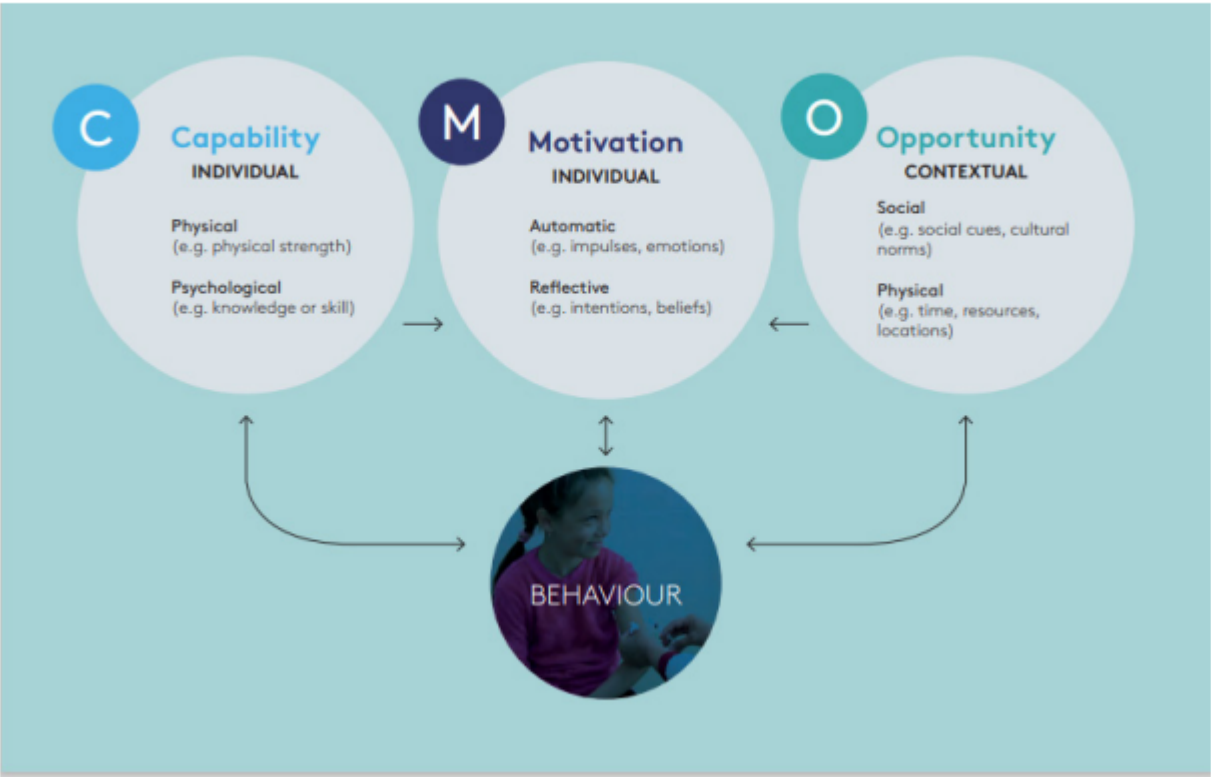 C
Capability
INDIVIDUAL
Physical
(e.g. physical strength)
Psychological
(e.g. knowledge or skill)
M
Motivation
INDIVIDUAL
Automatic
(e.g. impulses, emotions)
Reflective
(e.g. intentions, beliefs)
O
Opportunity
CONTEXTUAL
Social
(e.g. social cues, cultural
norms)
Physical
(e.g. time, resources,
locations)
BEHAVIOUR